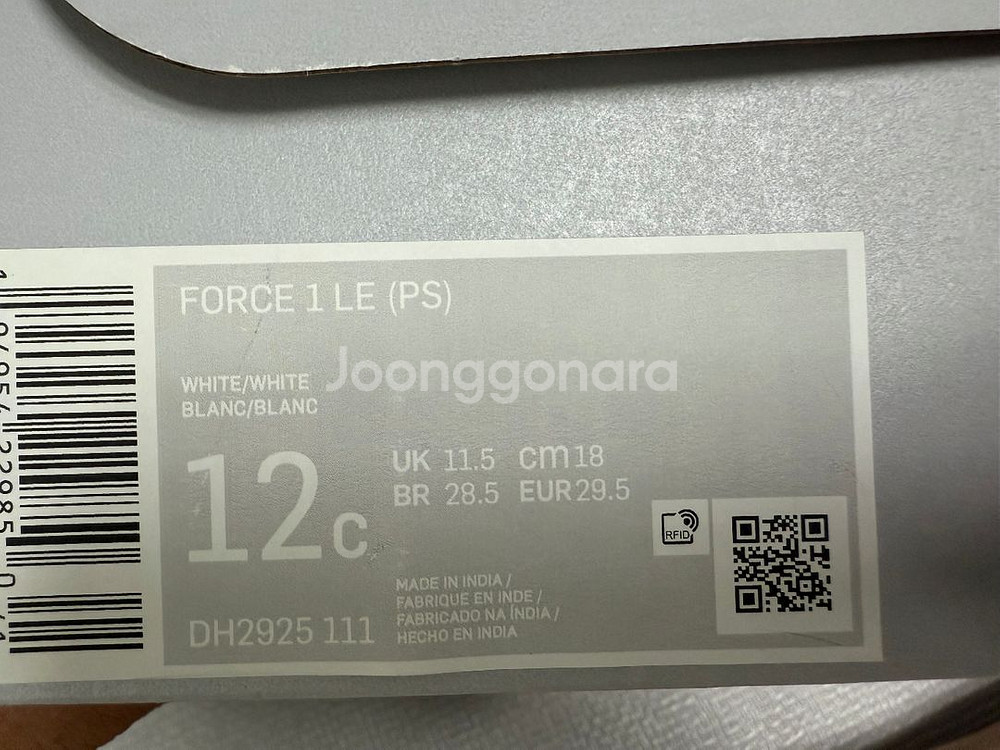 FORCE 1 LE (PS)
WHITE/WHITE
BLANC/BLANC
Joonggonara
12C
UK 11.5 cm 18
BR 28.5 EUR 29.5
RFID
MADE IN INDIA /
FABRIQUE EN INDE /
FABRICADO NA ÍNDIA /
HECHO EN INDIA
DH2925 111